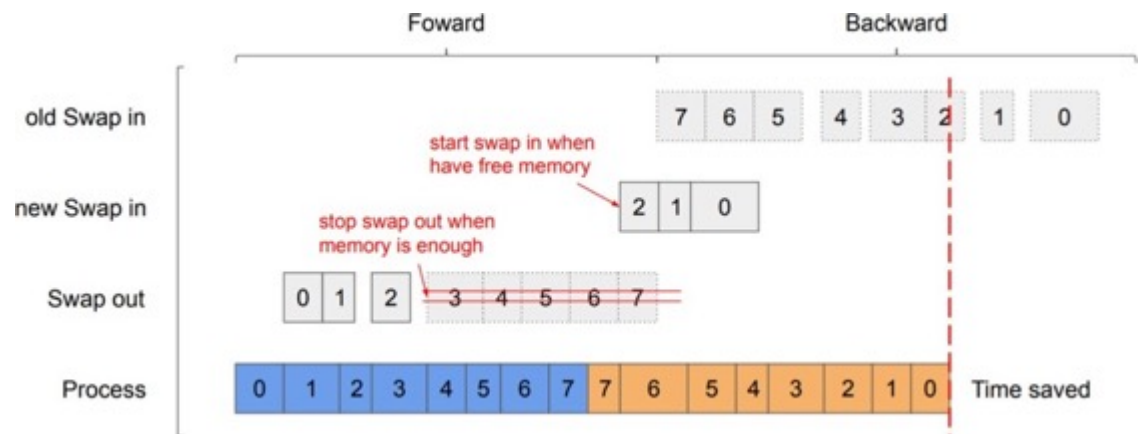 Foward Backward
old Swap in 7 6 5 4 3 2 1 0
start swap in when
have free memory
new Swap in 2 1 0
stop swap out when
memory is enough
Swap out 0 1 2 3 4 5 6 7
Process 0 1 2 3 4 5 6 7 7 6 5 4 3 2 1 0 Time saved